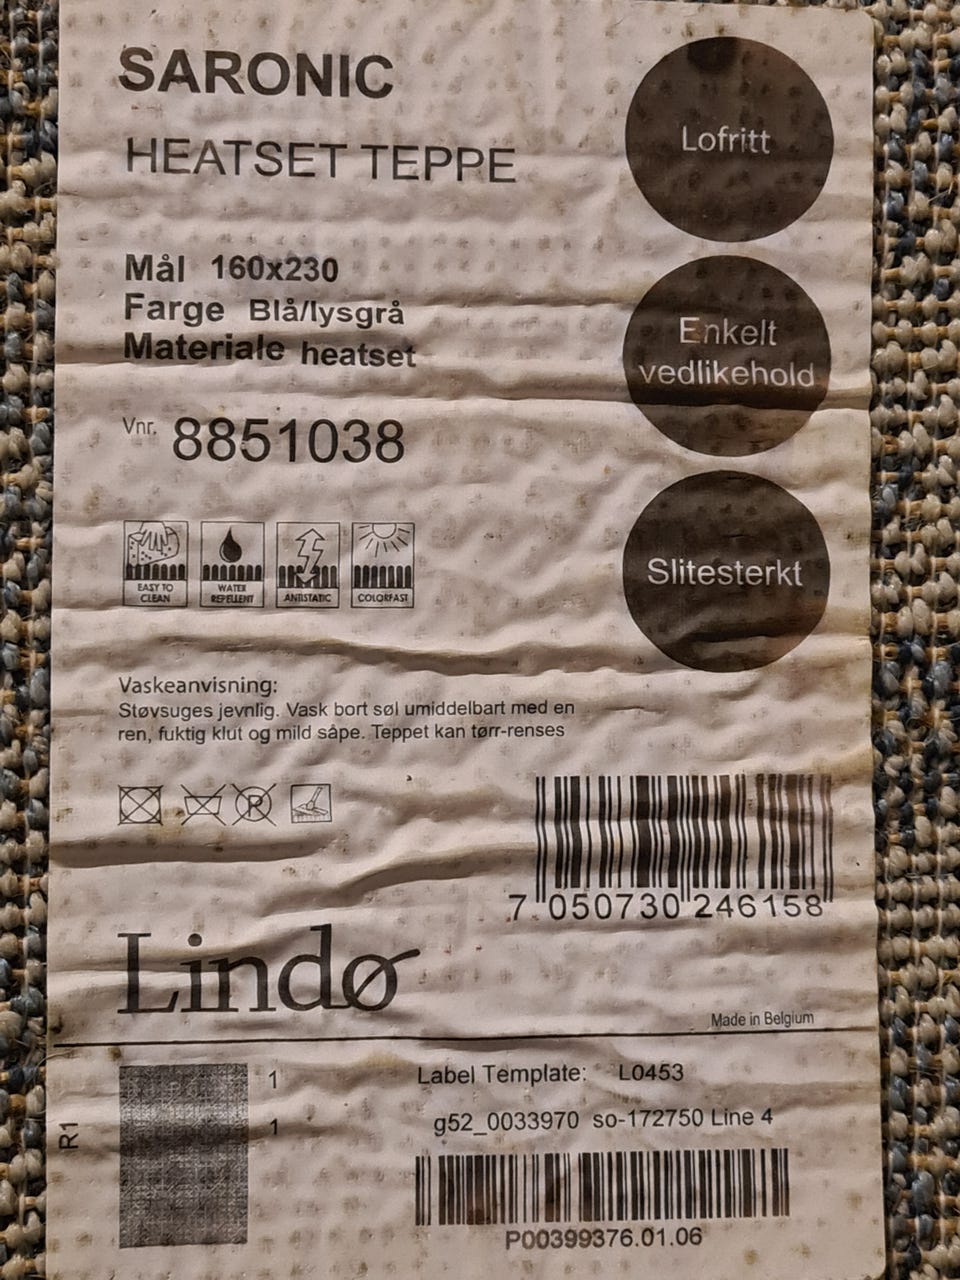 SARONIC
HEATSET TEPPE
Mål 160x230
Farge Blå/lysgrå
Materiale heatset
Vnr. 8851038
Lofritt
Enkelt
vedlikehold
Slitesterkt
EASY TO
CLEAN
WATER
REPELLENT
ANTISTATIC
COLORFAST
Vaskeanvisning:
Støvsuges jevnlig. Vask bort søl umiddelbart med en
ren, fuktig klut og mild såpe. Teppet kan tørr-renses
R
7 050730 246158
Lindø
Made in Belgium
R1
1
1
Label Template: L0453
g52_0033970 so-172750 Line 4
P00399376.01.06